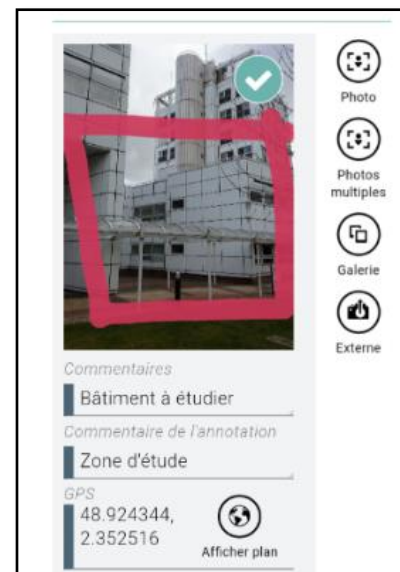 Photo
Photos
multiples
Galerie
Externe
Commentaires
Bâtiment à étudier
Commentaire de l'annotation
Zone d'étude
GPS
48.924344,
2.352516
Afficher plan